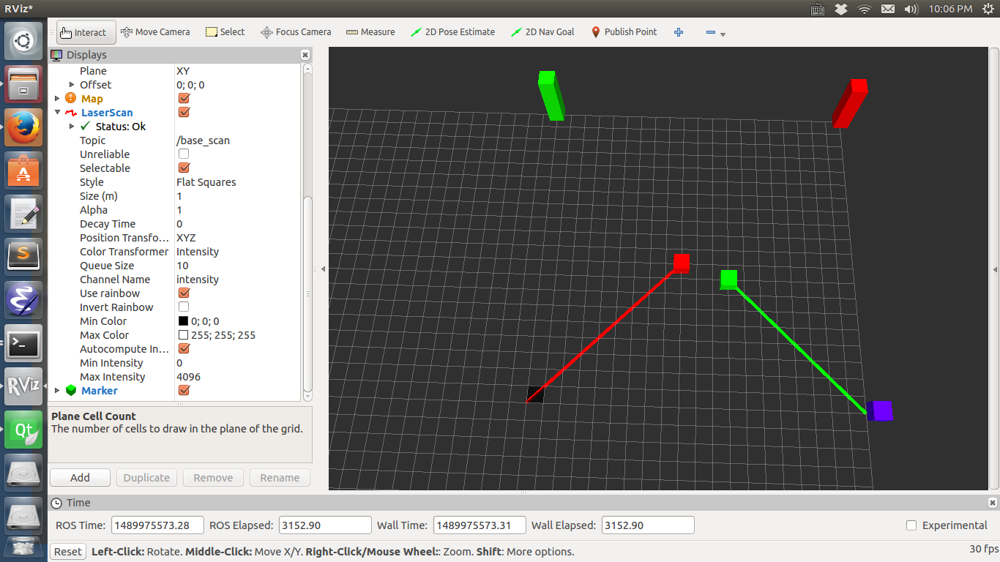 RViz*
10:06 PM
Interact
Move Camera
Select
Focus Camera
Measure
2D Pose Estimate
2D Nav Goal
Publish Point
Displays
Plane XY
Offset 0; 0; 0
Map
LaserScan
Status: Ok
Topic /base_scan
Unreliable
Selectable
Style Flat Squares
Size (m) 1
Alpha 1
Decay Time 0
Position Transfo... XYZ
Color Transformer Intensity
Queue Size 10
Channel Name intensity
Use rainbow
Invert Rainbow
Min Color 0; 0; 0
Max Color 255; 255; 255
Autocompute In...
Min Intensity 0
Max Intensity 4096
Marker
Plane Cell Count
The number of cells to draw in the plane of the grid.
Add
Duplicate
Remove
Rename
Time
ROS Time: 1489975573.28 ROS Elapsed: 3152.90 Wall Time: 1489975573.31 Wall Elapsed: 3152.90 Experimental
Reset Left-Click: Rotate. Middle-Click: Move X/Y. Right-Click/Mouse Wheel:: Zoom. Shift: More options. 30 fps
A
S
>_
RViz
Qt